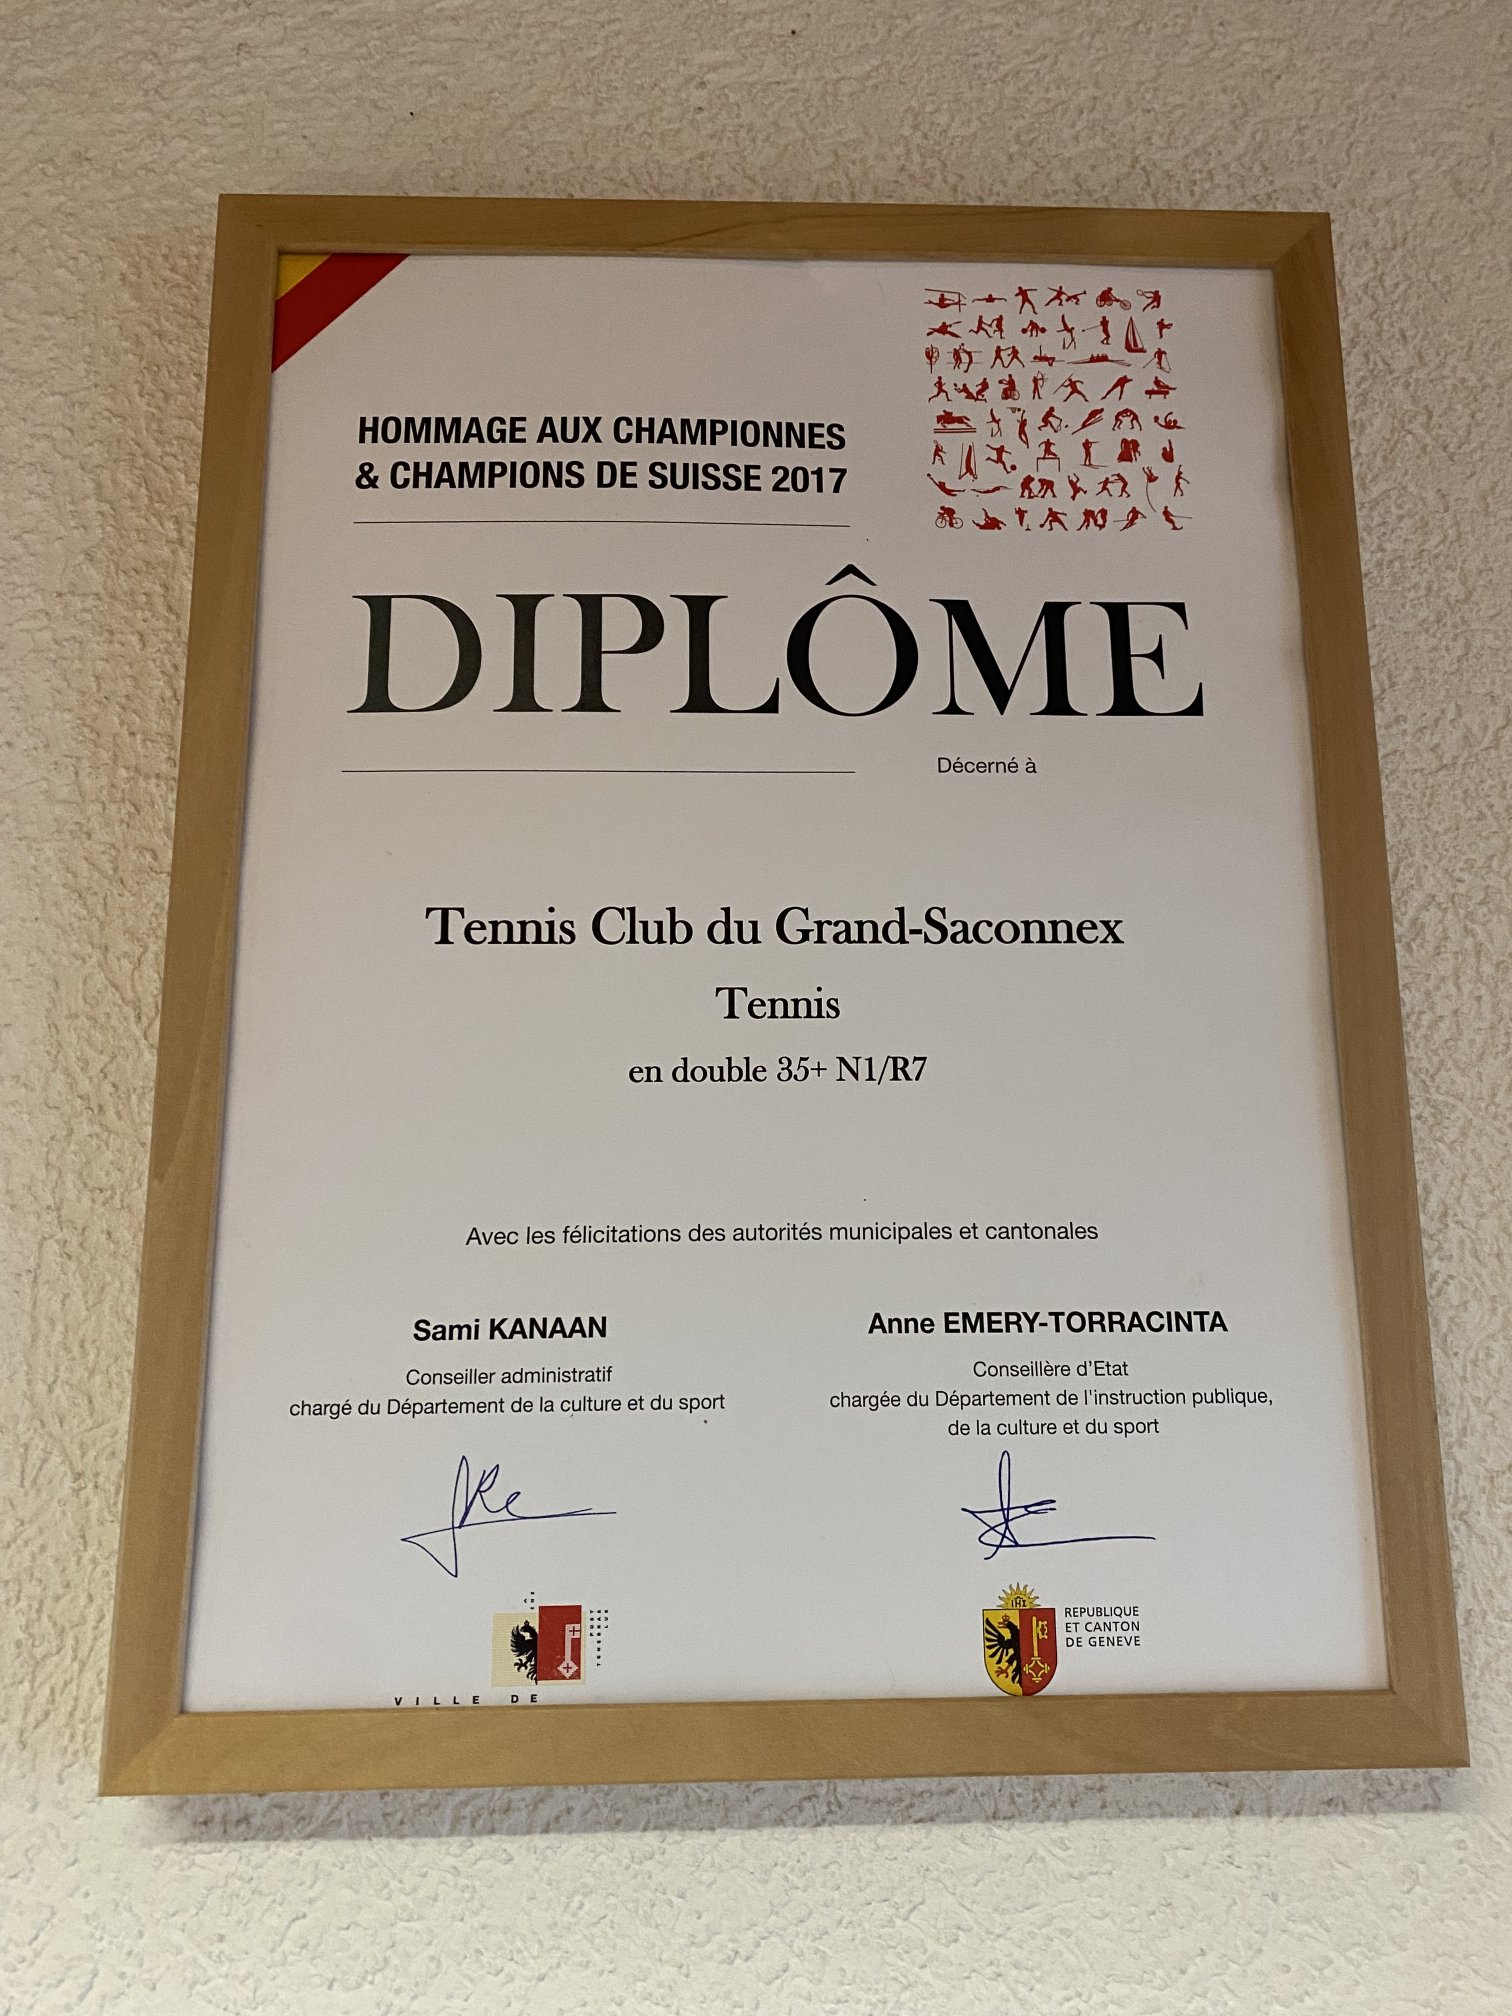 HOMMAGE AUX CHAMPIONNES
& CHAMPIONS DE SUISSE 2017
DIPLÔME
Décerné à
Tennis Club du Grand-Saconnex
Tennis
en double 35+ N1/R7
Avec les félicitations des autorités municipales et cantonales
Sami KANAAN
Conseiller administratif
chargé du Département de la culture et du sport
Anne EMERY-TORRACINTA
Conseillère d'Etat
chargée du Département de l'instruction publique,
de la culture et du sport
POST
TENEBRAS
LUX
VILLE DE
REPUBLIQUE
ET CANTON
DE GENEVE